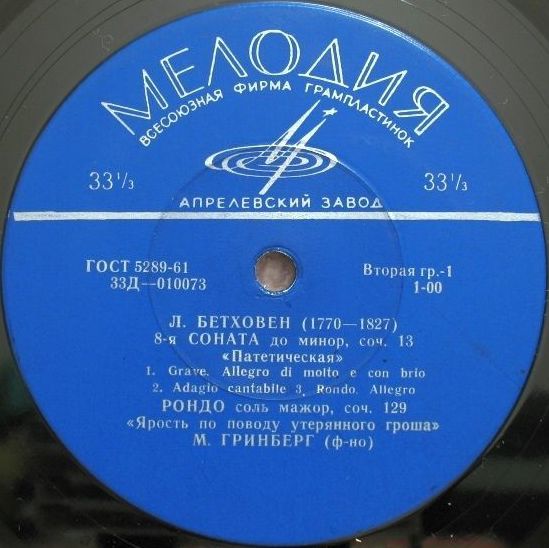 МЕЛОДИЯ
ВСЕСОЮЗНАЯ ФИРМА ГРАМПЛАСТИНОК
33 1/3 33 1/3
АПРЕЛЕВСКИЙ ЗАВОД
ГОСТ 5289-61 Вторая гр.-1
33Д—010073 1-00
Л. БЕТХОВЕН (1770—1827)
8-я СОНАТА до минор, соч. 13
«Патетическая»
1. Grave. Allegro di molto e con brio
2. Adagio cantabile 3. Rondo. Allegro
РОНДО соль мажор, соч. 129
«Ярость по поводу утерянного гроша»
М. ГРИНБЕРГ (ф-но)